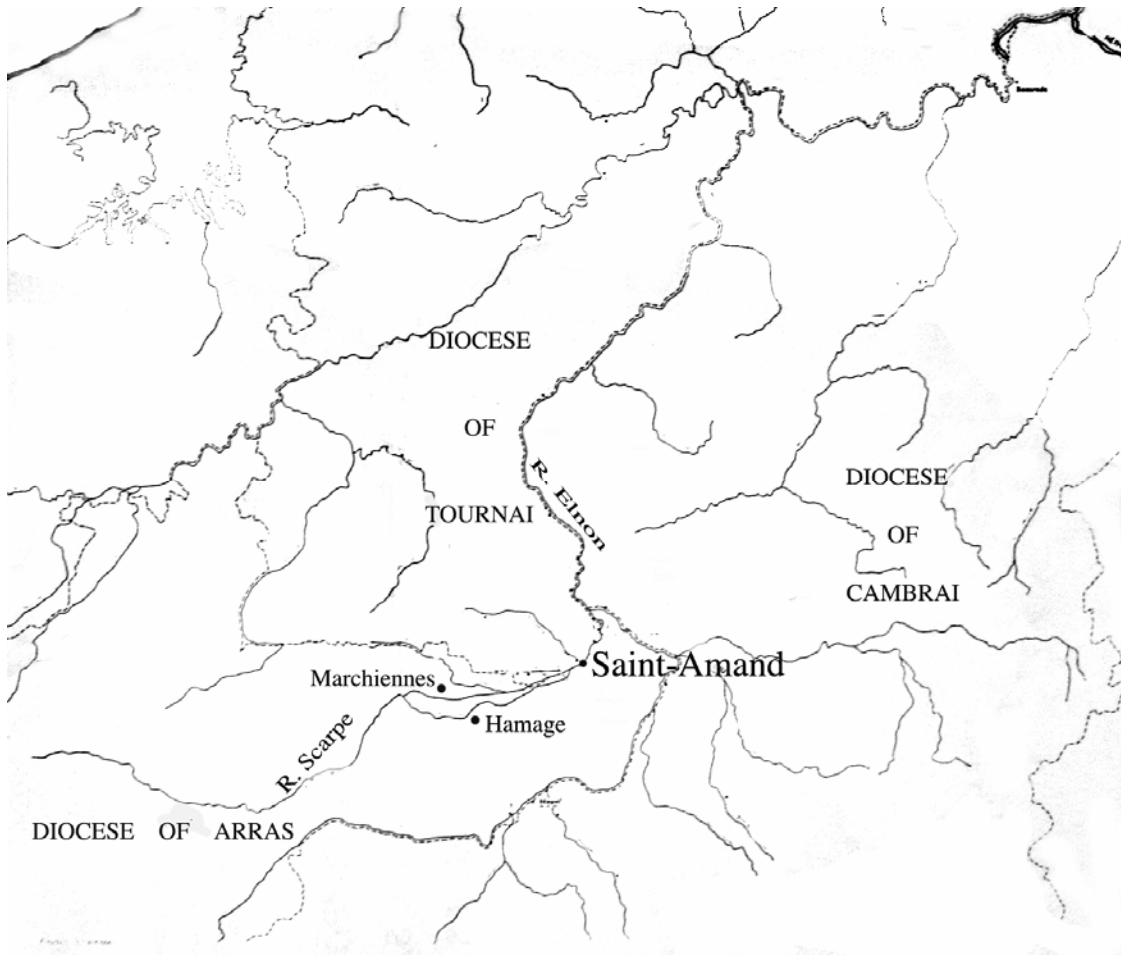 DIOCESE
OF
TOURNAI
R. Elnon
DIOCESE
OF
CAMBRAI
Saint-Amand
Marchiennes
Hamage
R. Scarpe
DIOCESE OF ARRAS